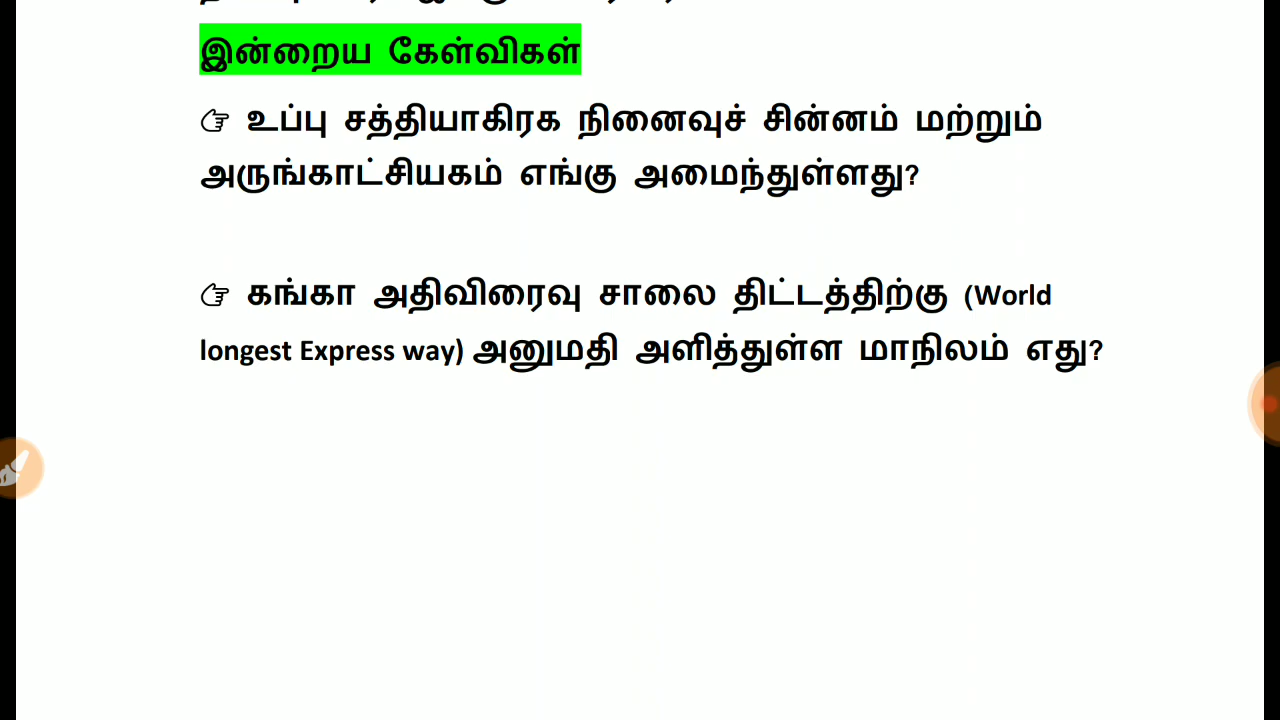 இன்றைய கேள்விகள்
👉 உப்பு சத்தியாகிரக நினைவுச் சின்னம் மற்றும்
அருங்காட்சியகம் எங்கு அமைந்துள்ளது?
👉 கங்கா அதிவிரைவு சாலை திட்டத்திற்கு (World
longest Express way) அனுமதி அளித்துள்ள மாநிலம் எது?